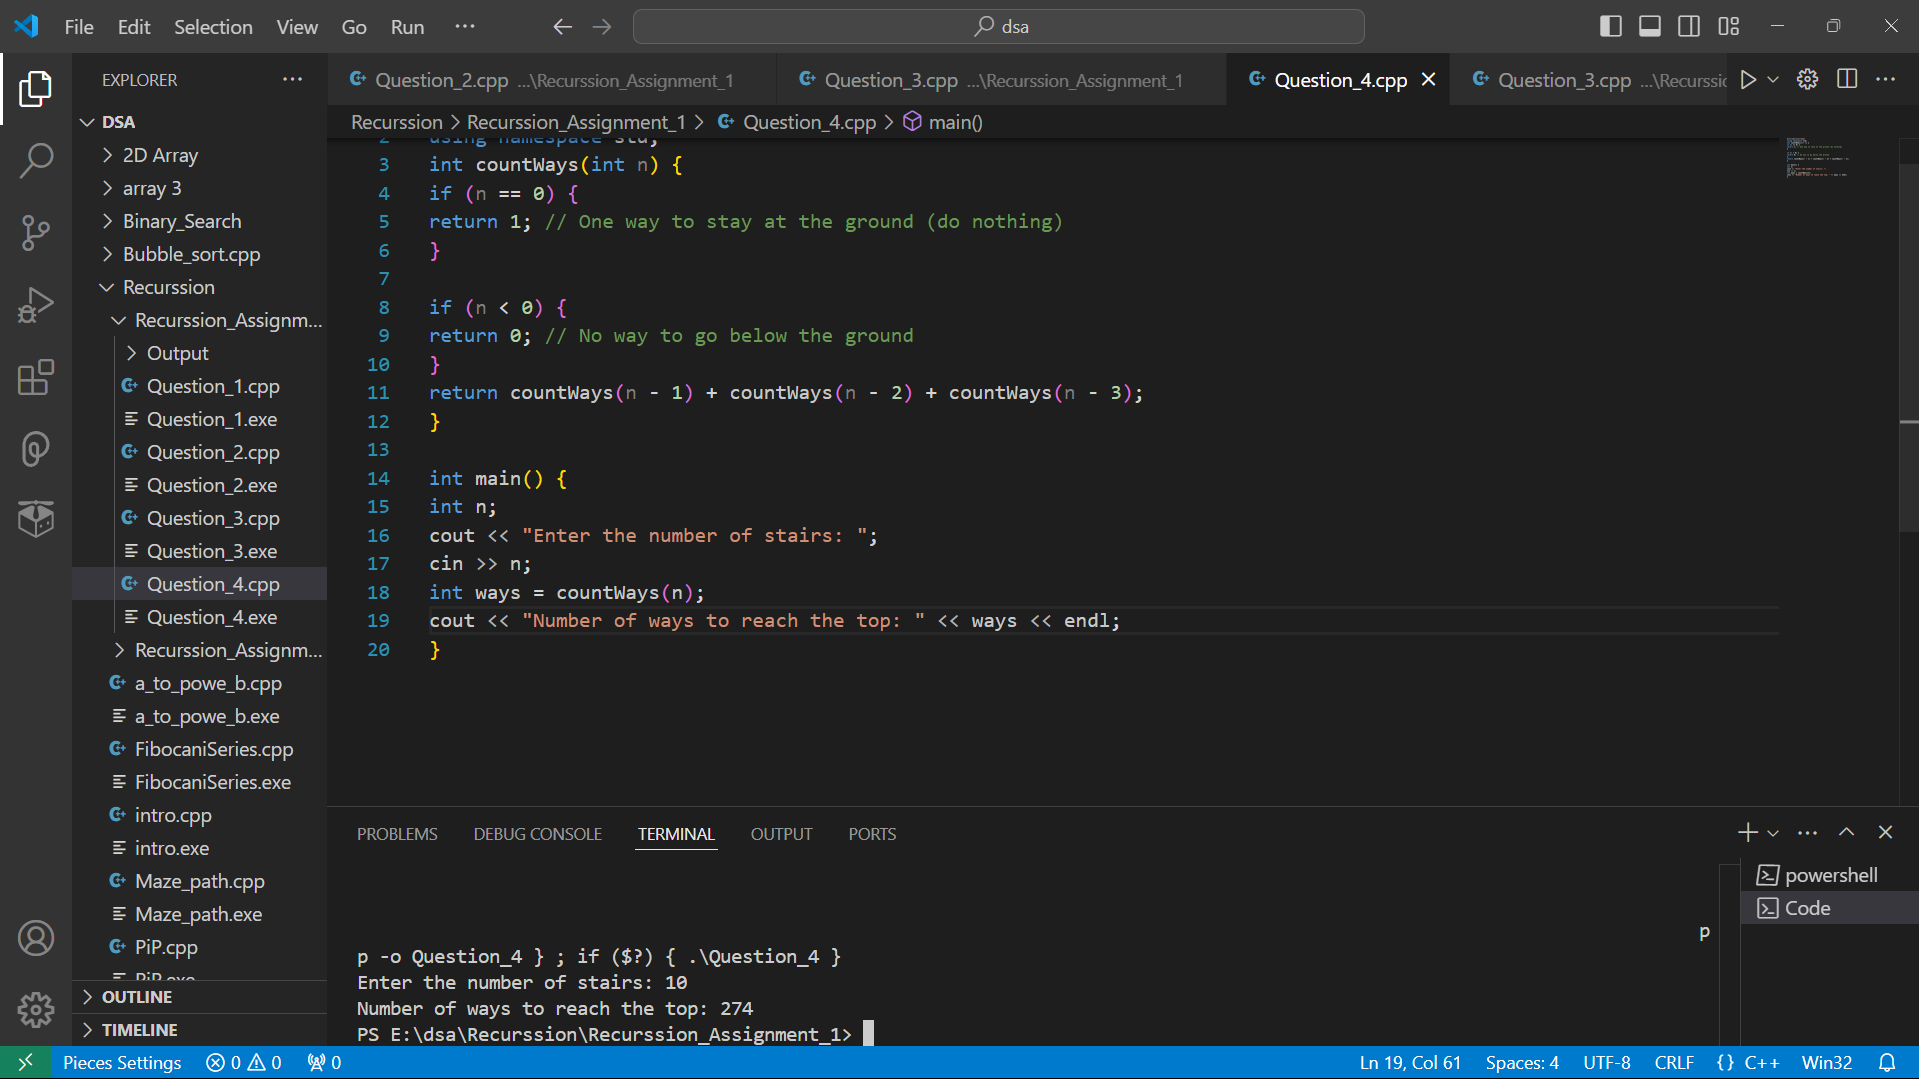 File Edit Selection View Go Run ··· dsa
EXPLORER ···
Question_2.cpp ...\Recurssion_Assignment_1 Question_3.cpp ...\Recurssion_Assignment_1 Question_4.cpp Question_3.cpp ...\Recurssic
Recurssion > Recurssion_Assignment_1 > Question_4.cpp > main()
DSA
2D Array
array 3
Binary_Search
Bubble_sort.cpp
Recurssion
Recurssion_Assignm...
Output
Question_1.cpp
Question_1.exe
Question_2.cpp
Question_2.exe
Question_3.cpp
Question_3.exe
Question_4.cpp
Question_4.exe
Recurssion_Assignm...
a_to_powe_b.cpp
a_to_powe_b.exe
FibocaniSeries.cpp
FibocaniSeries.exe
intro.cpp
intro.exe
Maze_path.cpp
Maze_path.exe
PiP.cpp
PiP.exe
OUTLINE
TIMELINE
2 using namespace std;
3 int countWays(int n) {
4 if (n == 0) {
5 return 1; // One way to stay at the ground (do nothing)
6 }
7
8 if (n < 0) {
9 return 0; // No way to go below the ground
10 }
11 return countWays(n - 1) + countWays(n - 2) + countWays(n - 3);
12 }
13
14 int main() {
15 int n;
16 cout << "Enter the number of stairs: ";
17 cin >> n;
18 int ways = countWays(n);
19 cout << "Number of ways to reach the top: " << ways << endl;
20 }
PROBLEMS DEBUG CONSOLE TERMINAL OUTPUT PORTS
powershell
Code
p
p -o Question_4 } ; if ($?) { .\Question_4 }
Enter the number of stairs: 10
Number of ways to reach the top: 274
PS E:\dsa\Recurssion\Recurssion_Assignment_1>
Pieces Settings 0 0 0 Ln 19, Col 61 Spaces: 4 UTF-8 CRLF {} C++ Win32